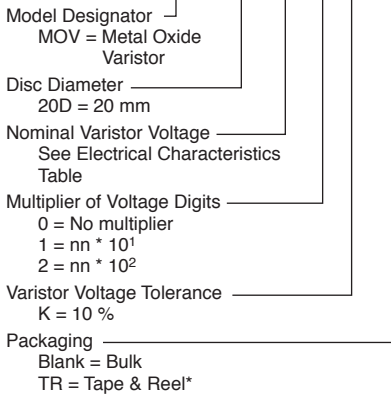 Model Designator
MOV = Metal Oxide
Varistor
Disc Diameter
20D = 20 mm
Nominal Varistor Voltage
See Electrical Characteristics
Table
Multiplier of Voltage Digits
0 = No multiplier
1 = nn * 10¹
2 = nn * 10²
Varistor Voltage Tolerance
K = 10 %
Packaging
Blank = Bulk
TR = Tape & Reel*